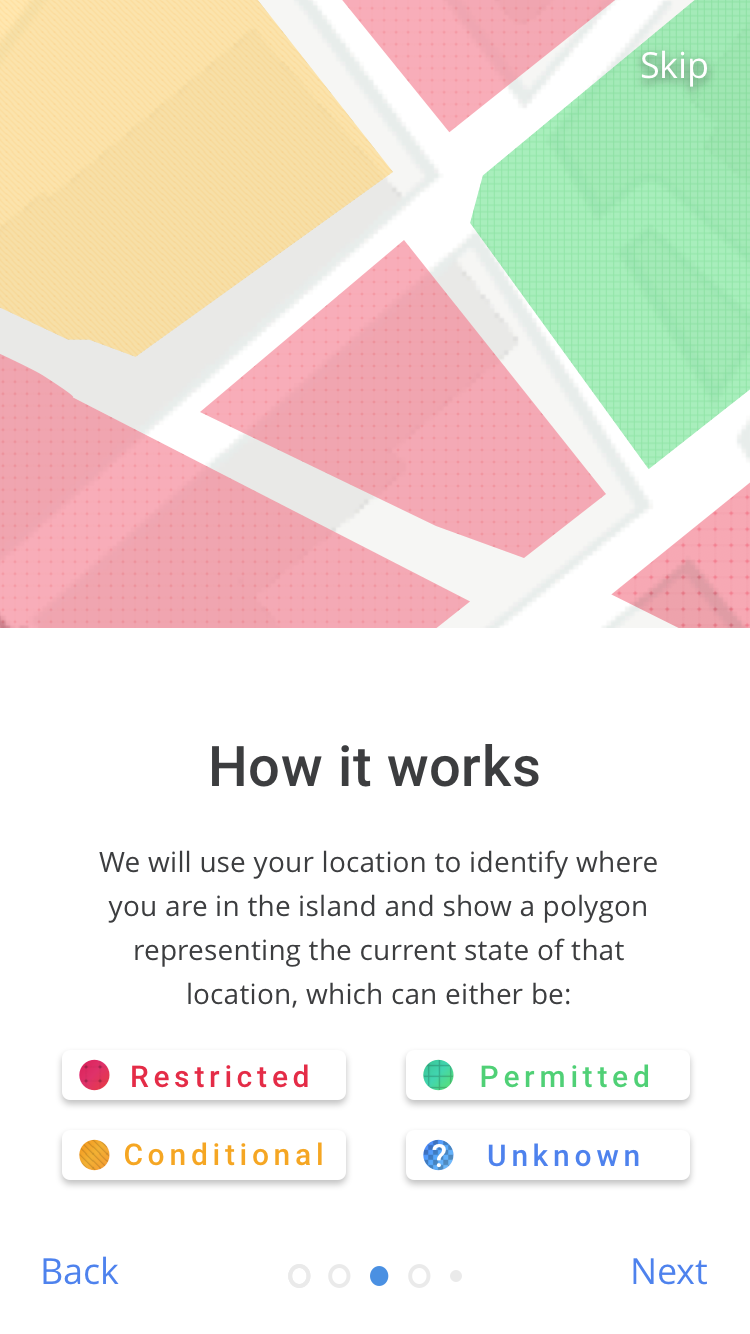 Skip
How it works
We will use your location to identify where
you are in the island and show a polygon
representing the current state of that
location, which can either be:
Restricted
Permitted
Conditional
? Unknown
Back
Next